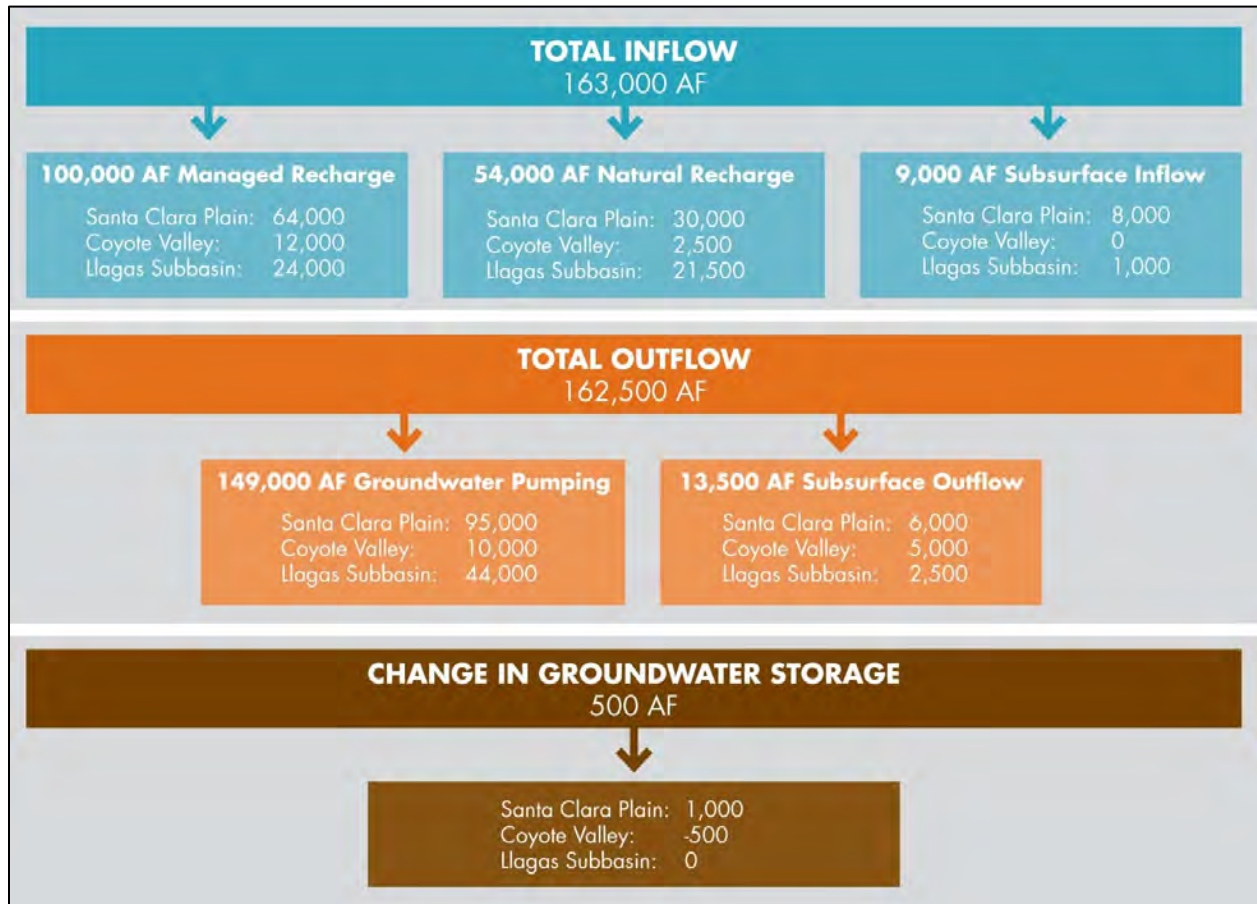 TOTAL INFLOW
163,000 AF
100,000 AF Managed Recharge
Santa Clara Plain: 64,000
Coyote Valley: 12,000
Llagas Subbasin: 24,000
54,000 AF Natural Recharge
Santa Clara Plain: 30,000
Coyote Valley: 2,500
Llagas Subbasin: 21,500
9,000 AF Subsurface Inflow
Santa Clara Plain: 8,000
Coyote Valley: 0
Llagas Subbasin: 1,000
TOTAL OUTFLOW
162,500 AF
149,000 AF Groundwater Pumping
Santa Clara Plain: 95,000
Coyote Valley: 10,000
Llagas Subbasin: 44,000
13,500 AF Subsurface Outflow
Santa Clara Plain: 6,000
Coyote Valley: 5,000
Llagas Subbasin: 2,500
CHANGE IN GROUNDWATER STORAGE
500 AF
Santa Clara Plain: 1,000
Coyote Valley: -500
Llagas Subbasin: 0